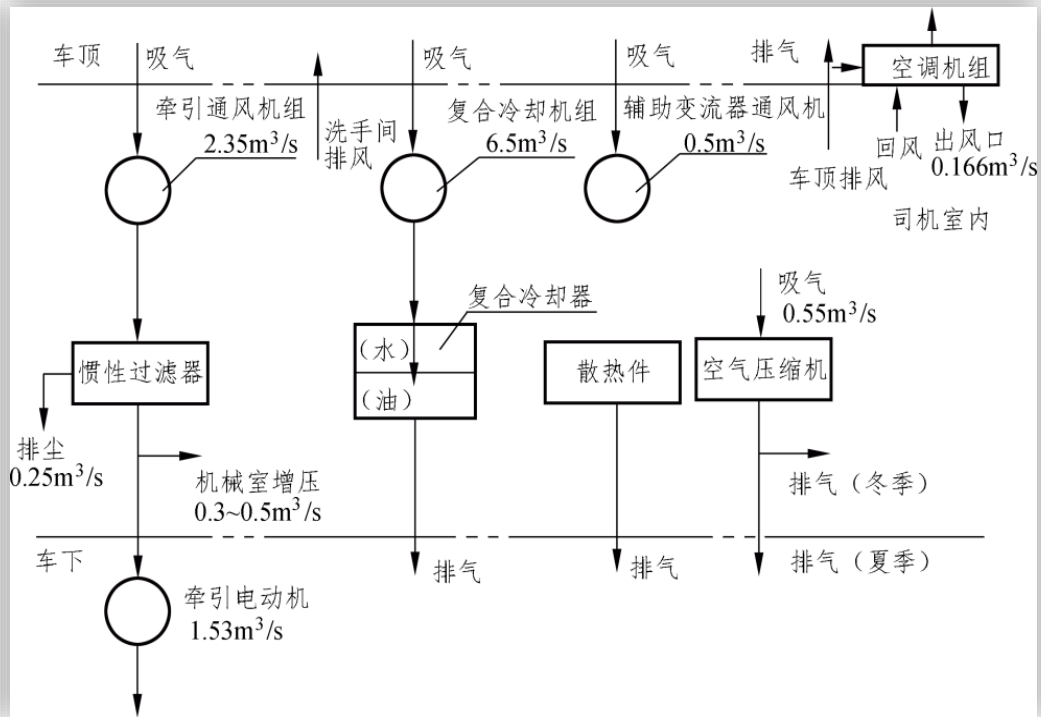 车顶
吸气
吸气
吸气
排气
空调机组
牵引通风机组
2.35m³/s
洗手间
排风
复合冷却机组
6.5m³/s
辅助变流器通风机
0.5m³/s
车顶排风
回风
出风口
0.166m³/s
司机室内
复合冷却器
吸气
0.55m³/s
惯性过滤器
(水)
(油)
散热件
空气压缩机
排尘
0.25m³/s
机械室增压
0.3~0.5m³/s
排气（冬季）
车下
排气
排气
排气（夏季）
牵引电动机
1.53m³/s